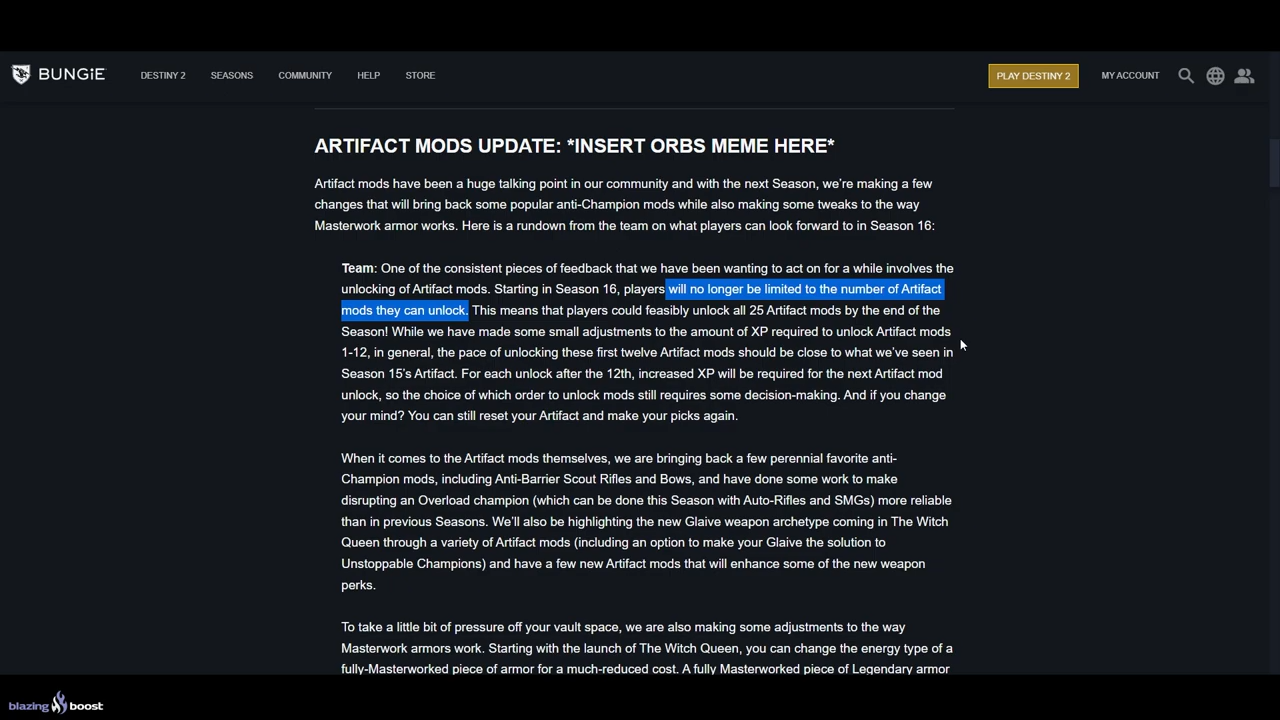 BUNGiE
DESTINY 2 SEASONS COMMUNITY HELP STORE
PLAY DESTINY 2 MY ACCOUNT
ARTIFACT MODS UPDATE: *INSERT ORBS MEME HERE*
Artifact mods have been a huge talking point in our community and with the next Season, we're making a few
changes that will bring back some popular anti-Champion mods while also making some tweaks to the way
Masterwork armor works. Here is a rundown from the team on what players can look forward to in Season 16:
Team: One of the consistent pieces of feedback that we have been wanting to act on for a while involves the
unlocking of Artifact mods. Starting in Season 16, players will no longer be limited to the number of Artifact
mods they can unlock. This means that players could feasibly unlock all 25 Artifact mods by the end of the
Season! While we have made some small adjustments to the amount of XP required to unlock Artifact mods
1-12, in general, the pace of unlocking these first twelve Artifact mods should be close to what we've seen in
Season 15's Artifact. For each unlock after the 12th, increased XP will be required for the next Artifact mod
unlock, so the choice of which order to unlock mods still requires some decision-making. And if you change
your mind? You can still reset your Artifact and make your picks again.
When it comes to the Artifact mods themselves, we are bringing back a few perennial favorite anti-
Champion mods, including Anti-Barrier Scout Rifles and Bows, and have done some work to make
disrupting an Overload champion (which can be done this Season with Auto-Rifles and SMGs) more reliable
than in previous Seasons. We'll also be highlighting the new Glaive weapon archetype coming in The Witch
Queen through a variety of Artifact mods (including an option to make your Glaive the solution to
Unstoppable Champions) and have a few new Artifact mods that will enhance some of the new weapon
perks.
To take a little bit of pressure off your vault space, we are also making some adjustments to the way
Masterwork armors work. Starting with the launch of The Witch Queen, you can change the energy type of a
fully-Masterworked piece of armor for a much-reduced cost. A fully Masterworked piece of Legendary armor
blazing boost